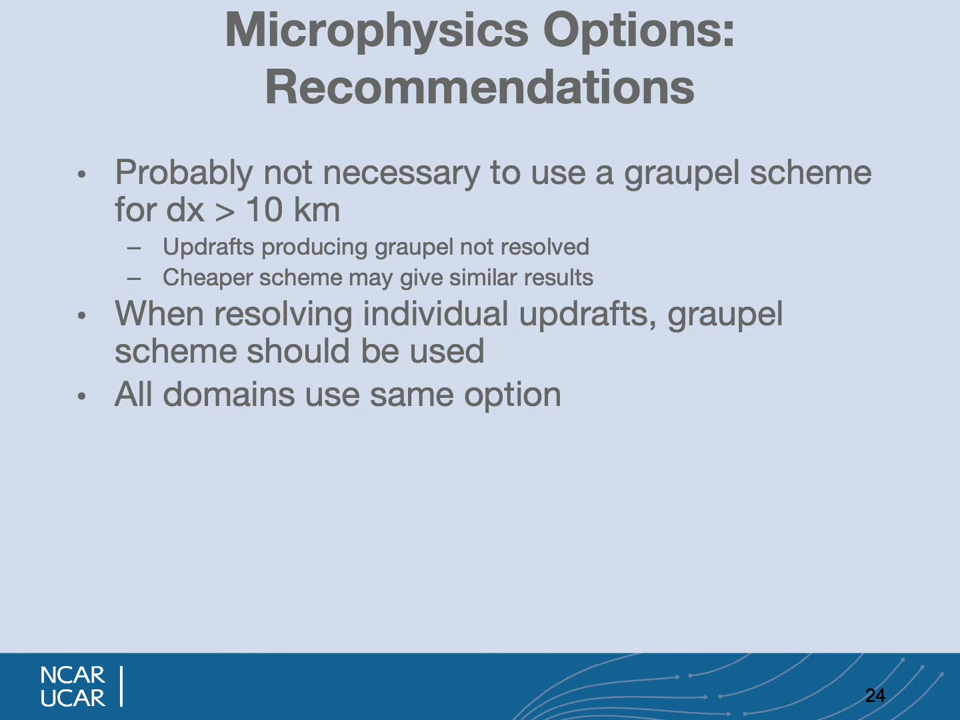 Microphysics Options:
Recommendations
• Probably not necessary to use a graupel scheme
for dx > 10 km
– Updrafts producing graupel not resolved
– Cheaper scheme may give similar results
• When resolving individual updrafts, graupel
scheme should be used
• All domains use same option
NCAR
UCAR
24